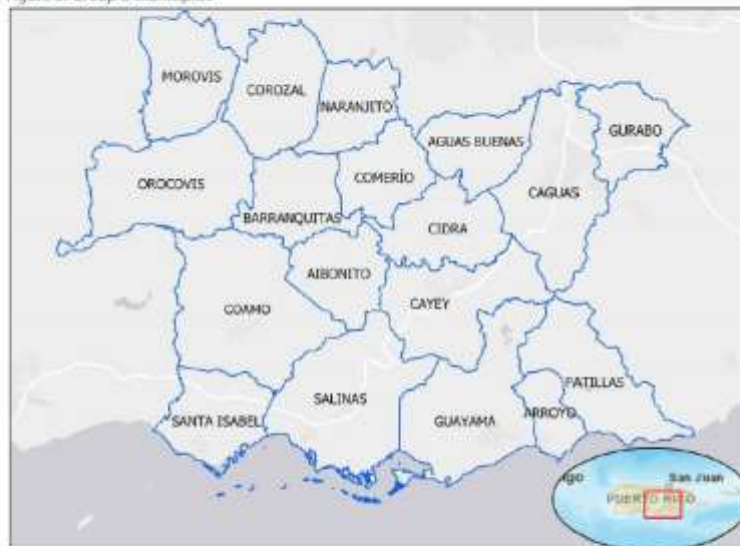 MOROVIS
COROZAL
NARANJITO
AGUAS BUENAS
GURABO
OROCOVIS
COMERÍO
CAGUAS
BARRANQUITAS
CIDRA
AIBONITO
COAMO
CAYEY
PATILLAS
SALINAS
SANTA ISABEL
GUAYAMA
ARROYO
San Juan
PUERTO RICO